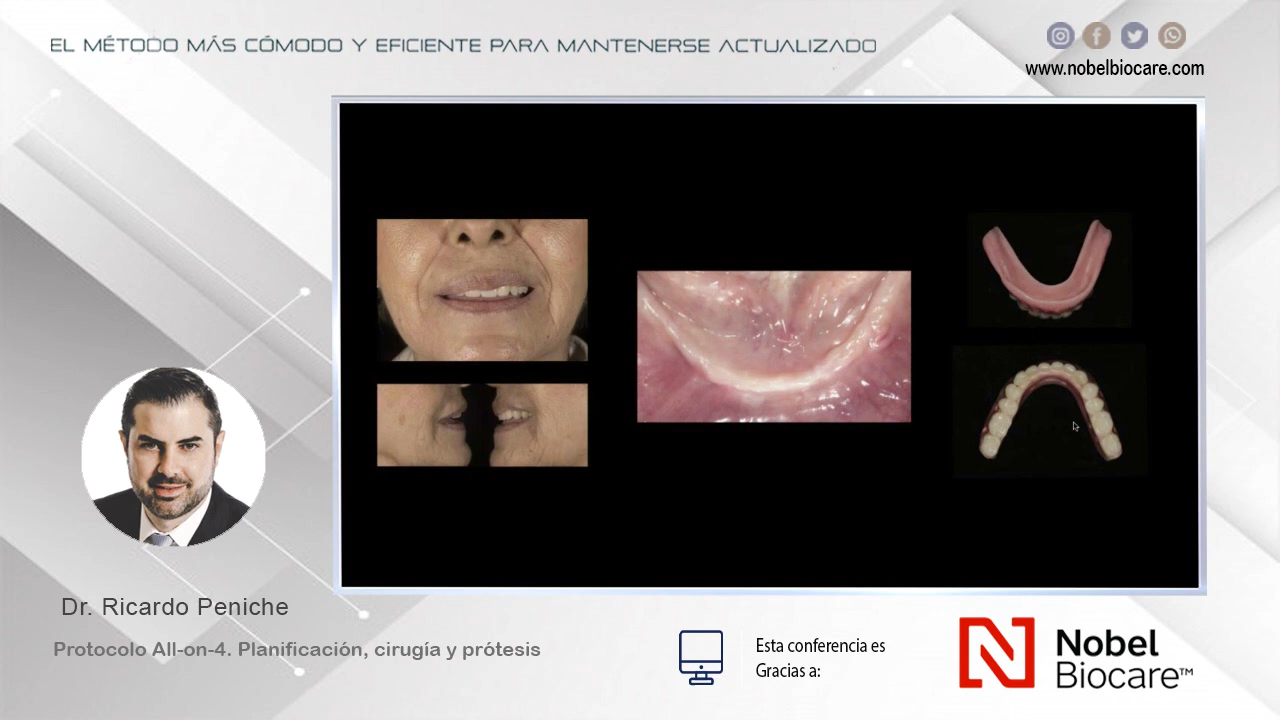 EL MÉTODO MÁS CÓMODO Y EFICIENTE PARA MANTENERSE ACTUALIZADO
www.nobelbiocare.com
Dr. Ricardo Peniche
Protocolo All-on-4. Planificación, cirugía y prótesis
Esta conferencia es
Gracias a:
Nobel
Biocare™